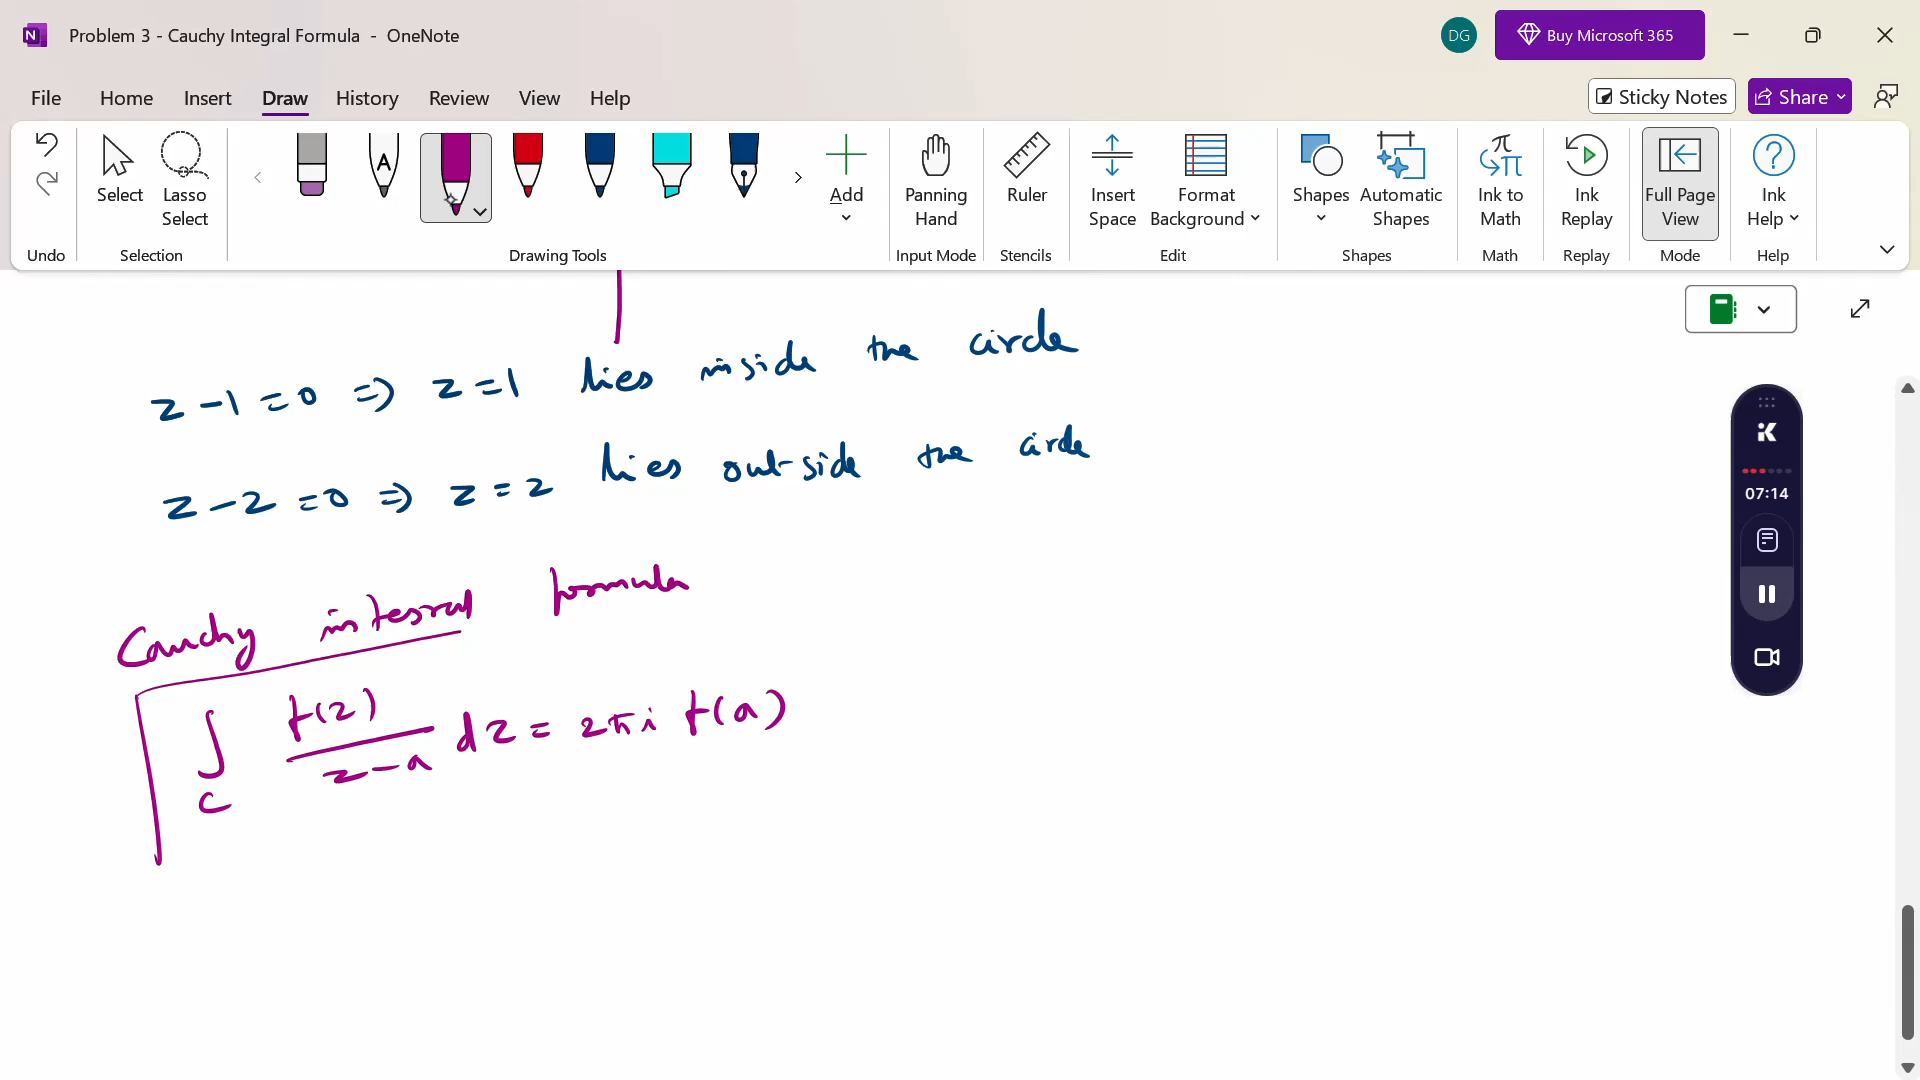 Problem 3 - Cauchy Integral Formula - OneNote
DG
Buy Microsoft 365
File Home Insert Draw History Review View Help
Sticky Notes
Share
Select
Lasso Select
A
Add
Panning Hand
Ruler
Insert Space
Format Background
Shapes
Automatic Shapes
Ink to Math
Ink Replay
Full Page View
Ink Help
Undo
Selection
Drawing Tools
Input Mode
Stencils
Edit
Shapes
Math
Replay
Mode
Help
z - 1 = 0 => z = 1 lies inside the circle
z - 2 = 0 => z = 2 lies outside the circle
Cauchy integral formula
∫_C f(z)/(z-a) dz = 2πi f(a)
07:14